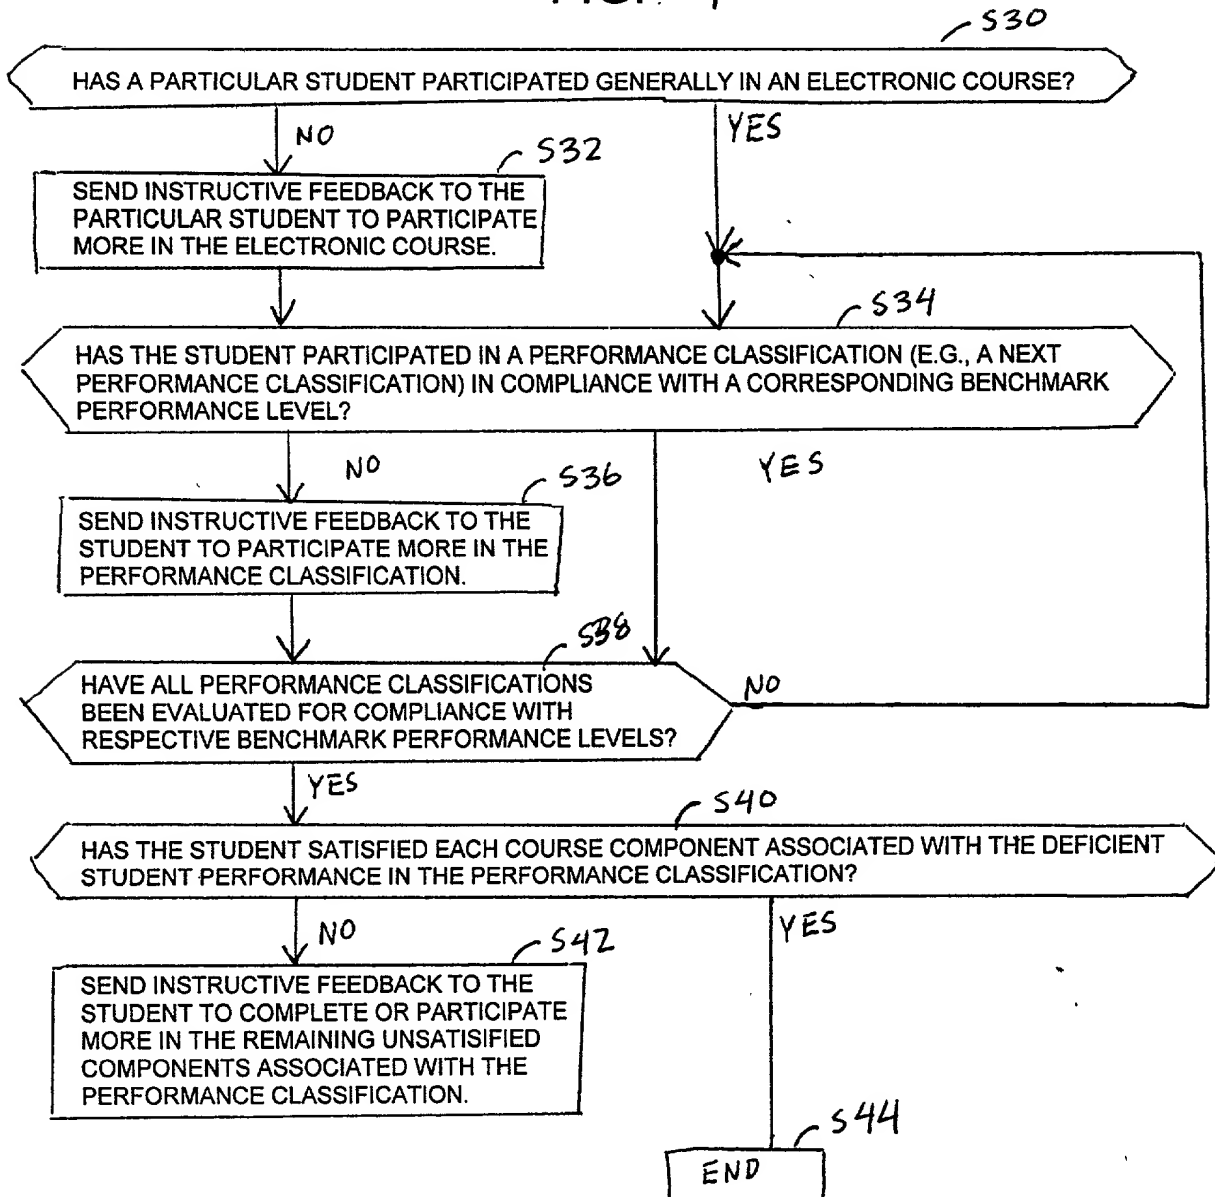 S30
HAS A PARTICULAR STUDENT PARTICIPATED GENERALLY IN AN ELECTRONIC COURSE?
NO
YES
S32
SEND INSTRUCTIVE FEEDBACK TO THE
PARTICULAR STUDENT TO PARTICIPATE
MORE IN THE ELECTRONIC COURSE.
S34
HAS THE STUDENT PARTICIPATED IN A PERFORMANCE CLASSIFICATION (E.G., A NEXT
PERFORMANCE CLASSIFICATION) IN COMPLIANCE WITH A CORRESPONDING BENCHMARK
PERFORMANCE LEVEL?
NO
YES
S36
SEND INSTRUCTIVE FEEDBACK TO THE
STUDENT TO PARTICIPATE MORE IN THE
PERFORMANCE CLASSIFICATION.
S38
HAVE ALL PERFORMANCE CLASSIFICATIONS
BEEN EVALUATED FOR COMPLIANCE WITH
RESPECTIVE BENCHMARK PERFORMANCE LEVELS?
NO
YES
S40
HAS THE STUDENT SATISFIED EACH COURSE COMPONENT ASSOCIATED WITH THE DEFICIENT
STUDENT PERFORMANCE IN THE PERFORMANCE CLASSIFICATION?
NO
YES
S42
SEND INSTRUCTIVE FEEDBACK TO THE
STUDENT TO COMPLETE OR PARTICIPATE
MORE IN THE REMAINING UNSATISIFIED
COMPONENTS ASSOCIATED WITH THE
PERFORMANCE CLASSIFICATION.
S44
END